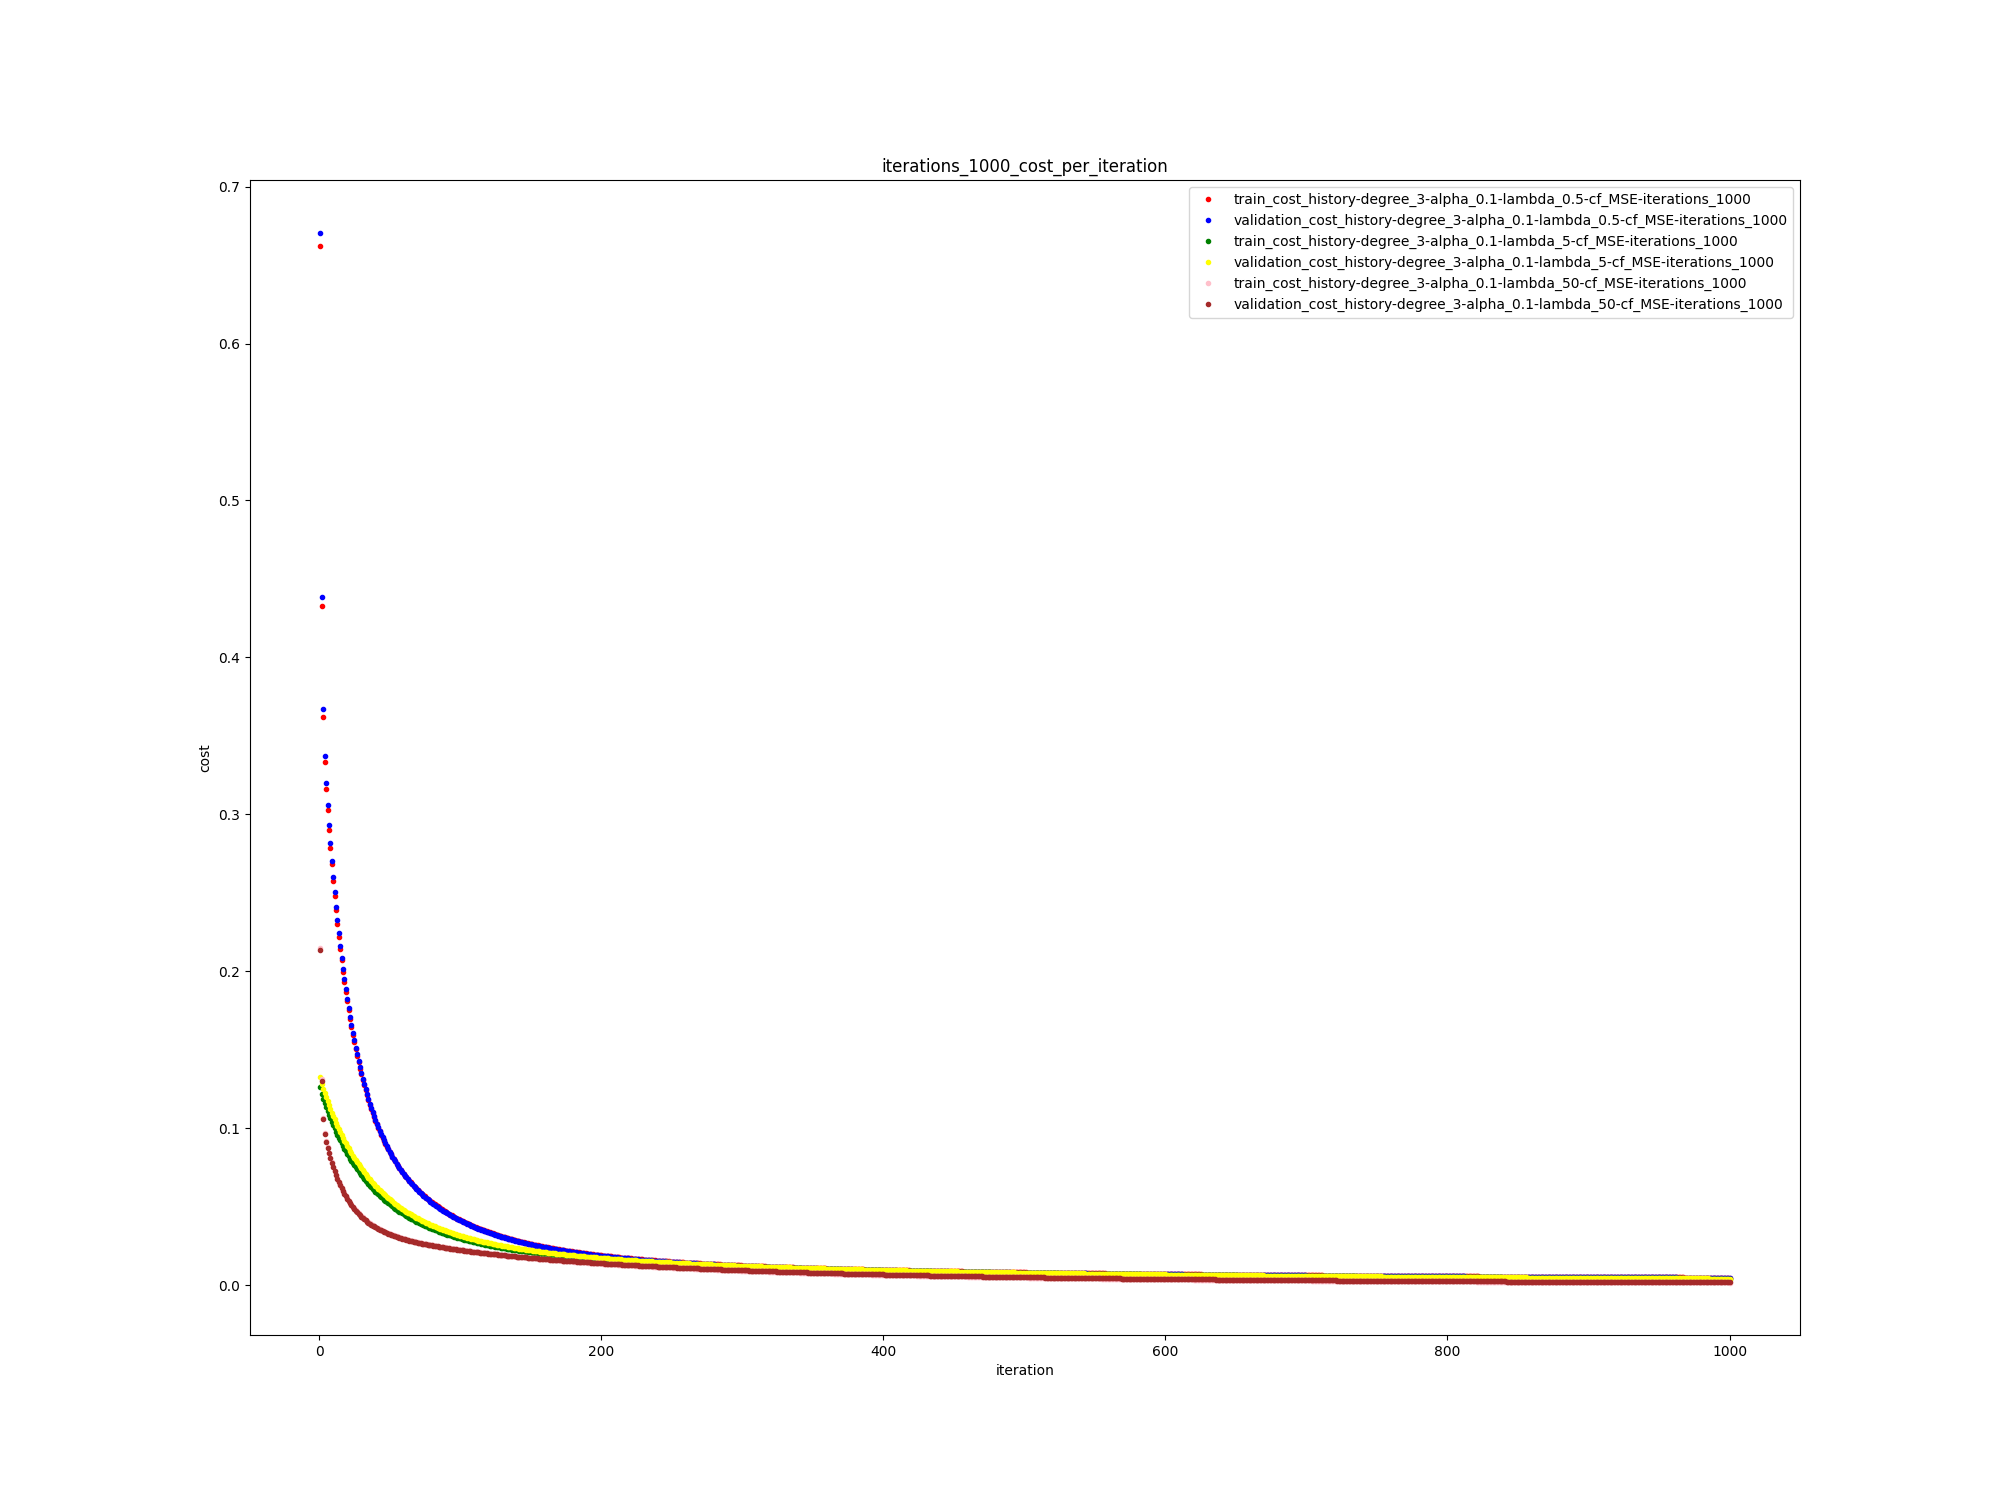 iterations_1000_cost_per_iteration
0.7
0.6
0.5
0.4
0.3
0.2
0.1
0.0
cost
train_cost_history-degree_3-alpha_0.1-lambda_0.5-cf_MSE-iterations_1000
validation_cost_history-degree_3-alpha_0.1-lambda_0.5-cf_MSE-iterations_1000
train_cost_history-degree_3-alpha_0.1-lambda_5-cf_MSE-iterations_1000
validation_cost_history-degree_3-alpha_0.1-lambda_5-cf_MSE-iterations_1000
train_cost_history-degree_3-alpha_0.1-lambda_50-cf_MSE-iterations_1000
validation_cost_history-degree_3-alpha_0.1-lambda_50-cf_MSE-iterations_1000
0 200 400 600 800 1000
iteration